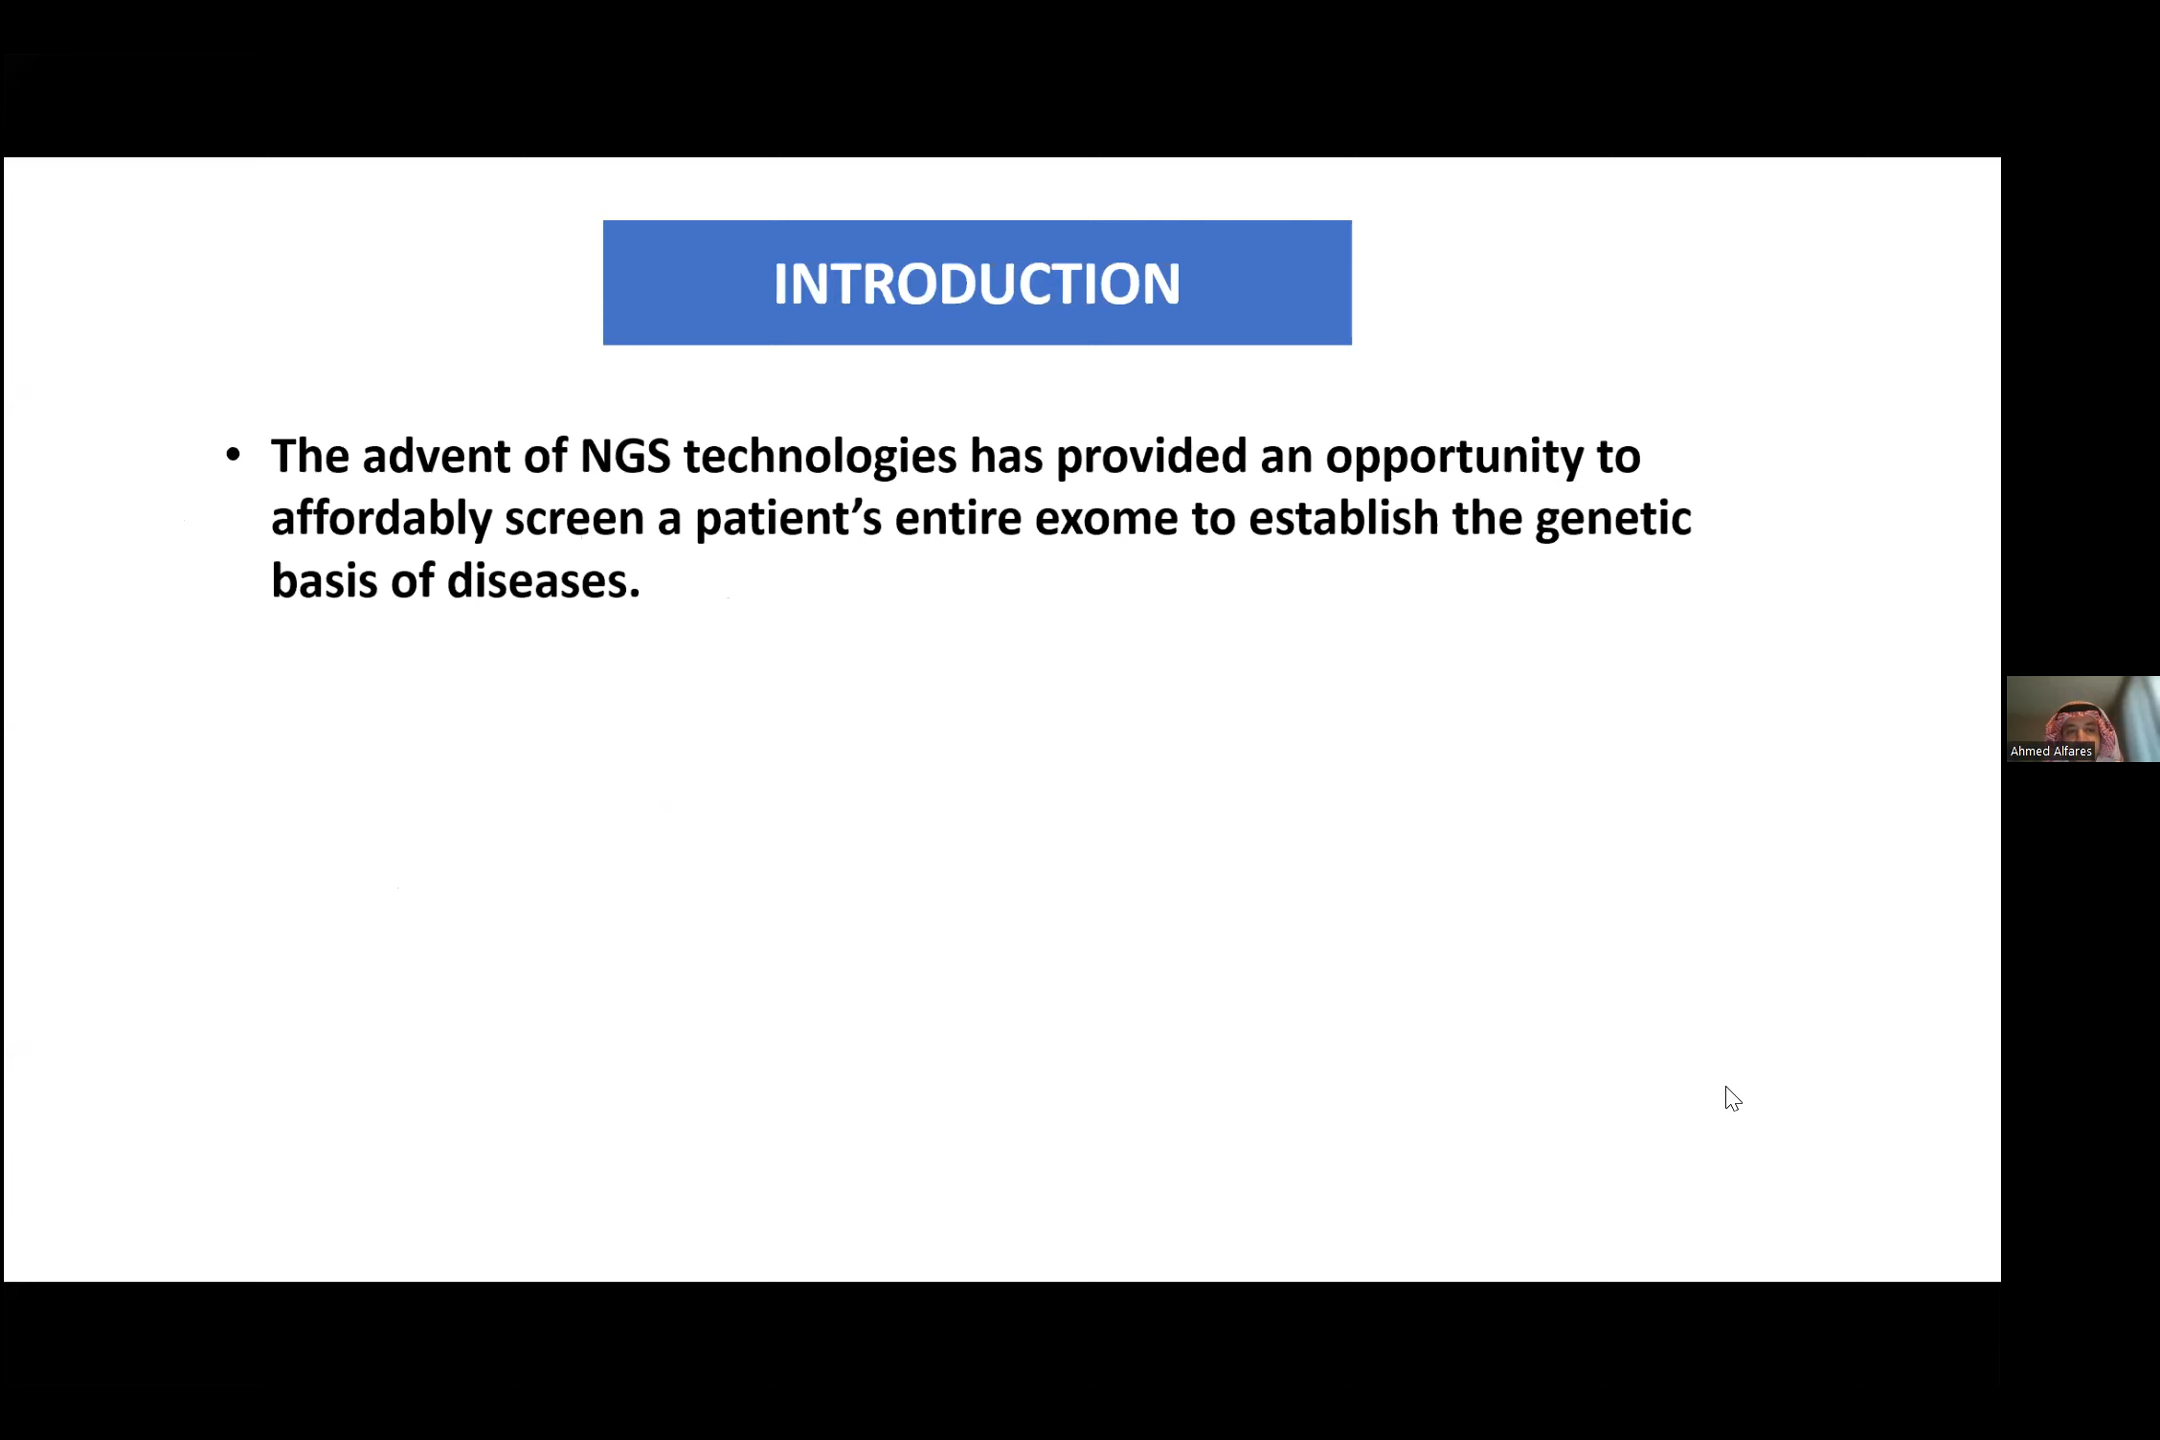 INTRODUCTION
• The advent of NGS technologies has provided an opportunity to
affordably screen a patient’s entire exome to establish the genetic
basis of diseases.
Ahmed Alfares